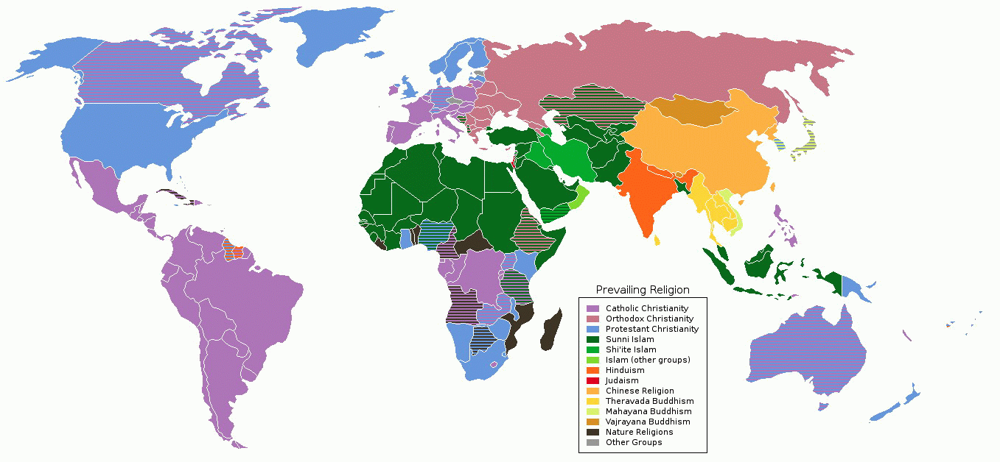 Prevailing Religion
Catholic Christianity
Orthodox Christianity
Protestant Christianity
Sunni Islam
Shi'ite Islam
Islam (other groups)
Hinduism
Judaism
Chinese Religion
Theravada Buddhism
Mahayana Buddhism
Vajrayana Buddhism
Nature Religions
Other Groups